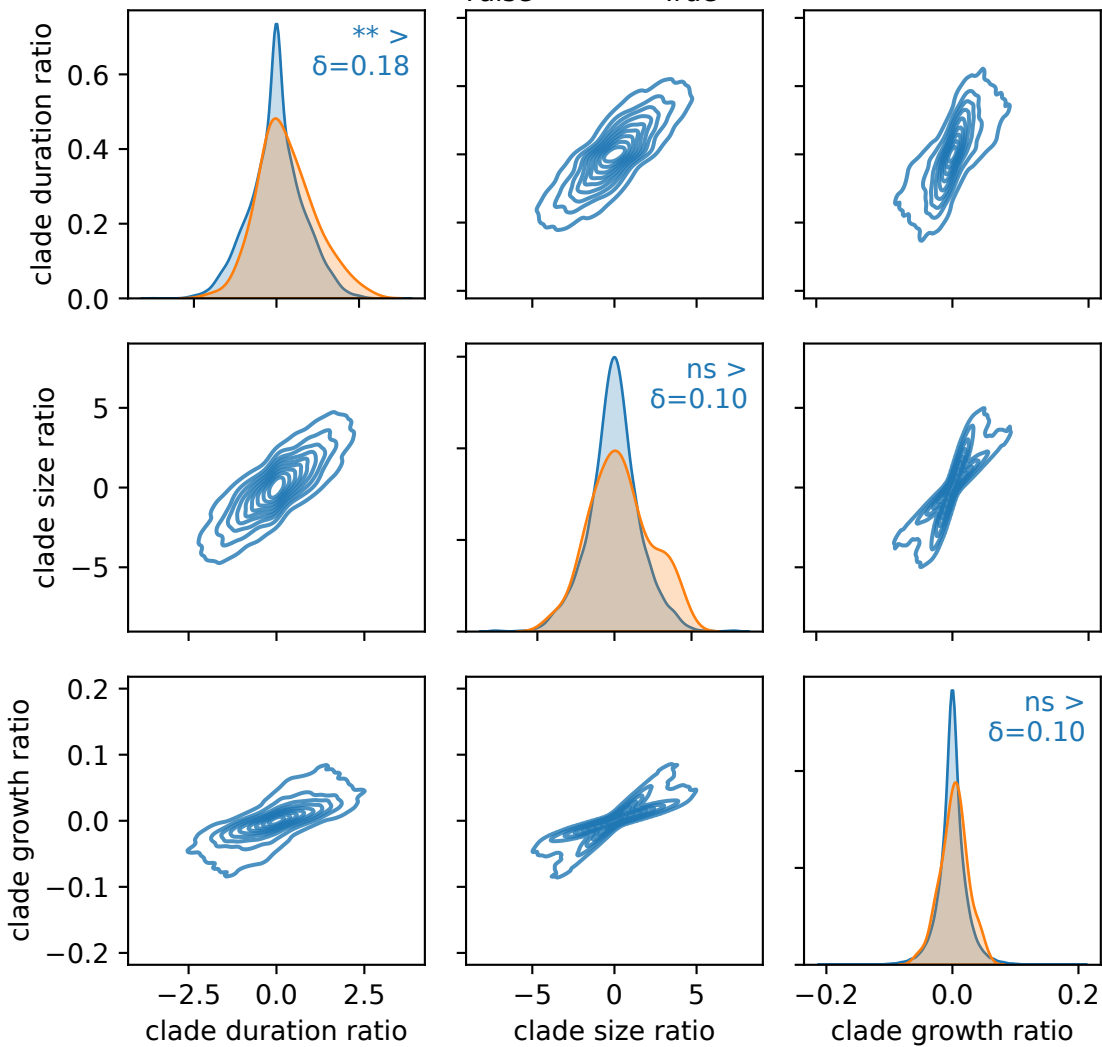 clade duration ratio
0.6
0.4
0.2
0.0
** >
δ=0.18
clade size ratio
5
0
−5
ns >
δ=0.10
clade growth ratio
0.2
0.1
0.0
−0.1
−0.2
ns >
δ=0.10
−2.5 0.0 2.5
−5 0 5
−0.2 0.0 0.2
clade duration ratio
clade size ratio
clade growth ratio